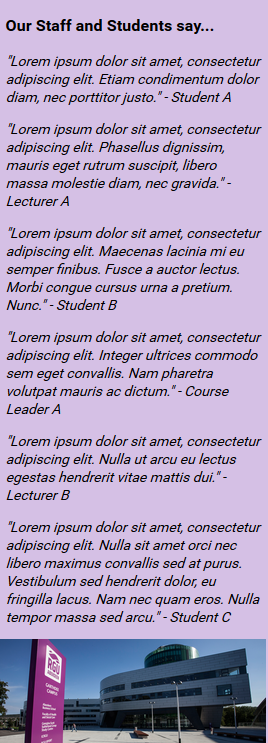 Our Staff and Students say...
"Lorem ipsum dolor sit amet, consectetur
adipiscing elit. Etiam condimentum dolor
diam, nec porttitor justo." - Student A
"Lorem ipsum dolor sit amet, consectetur
adipiscing elit. Phasellus dignissim,
mauris eget rutrum suscipit, libero
massa molestie diam, nec gravida." -
Lecturer A
"Lorem ipsum dolor sit amet, consectetur
adipiscing elit. Maecenas lacinia mi eu
semper finibus. Fusce a auctor lectus.
Morbi congue cursus urna a pretium.
Nunc." - Student B
"Lorem ipsum dolor sit amet, consectetur
adipiscing elit. Integer ultrices commodo
sem eget convallis. Nam pharetra
volutpat mauris ac dictum." - Course
Leader A
"Lorem ipsum dolor sit amet, consectetur
adipiscing elit. Nulla ut arcu eu lectus
egestas hendrerit vitae mattis dui." -
Lecturer B
"Lorem ipsum dolor sit amet, consectetur
adipiscing elit. Nulla sit amet orci nec
libero maximus convallis sed at purus.
Vestibulum sed hendrerit dolor, eu
fringilla lacus. Nam nec quam eros. Nulla
tempor massa sed arcu." - Student C
RGU